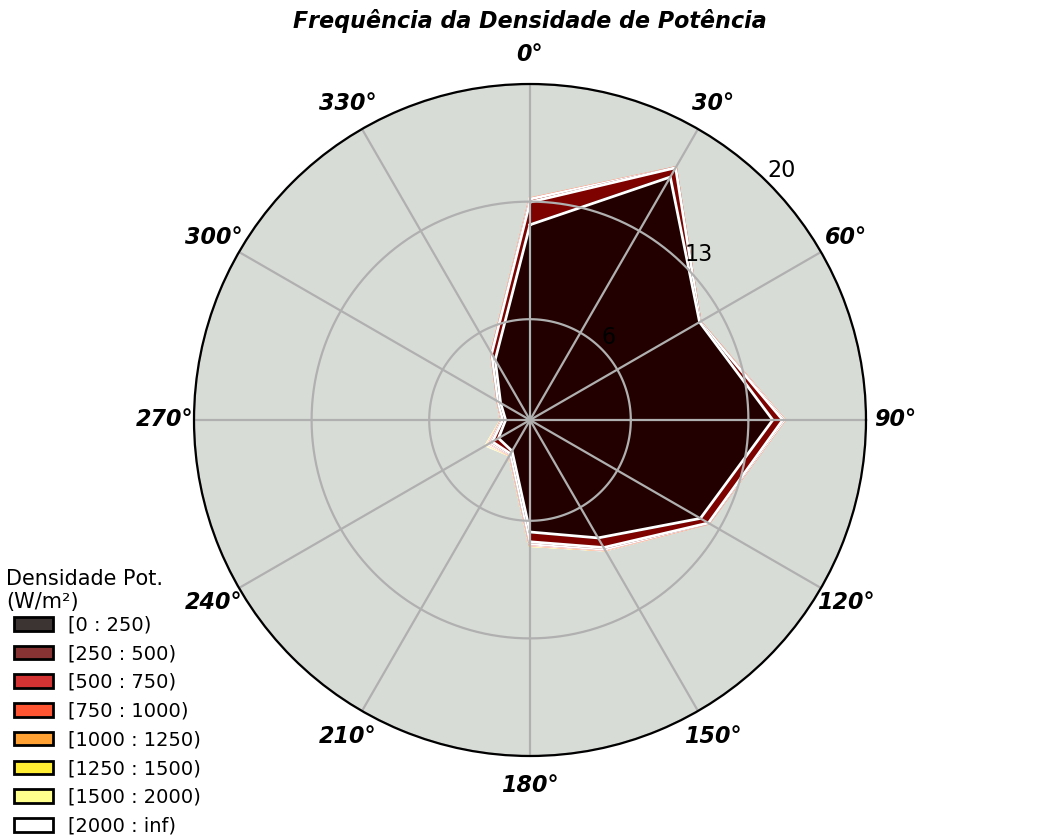 Frequência da Densidade de Potência
0°
330°
30°
20
300°
60°
13
6
270°
90°
240°
120°
210°
150°
180°
Densidade Pot.
(W/m²)
[0 : 250)
[250 : 500)
[500 : 750)
[750 : 1000)
[1000 : 1250)
[1250 : 1500)
[1500 : 2000)
[2000 : inf)